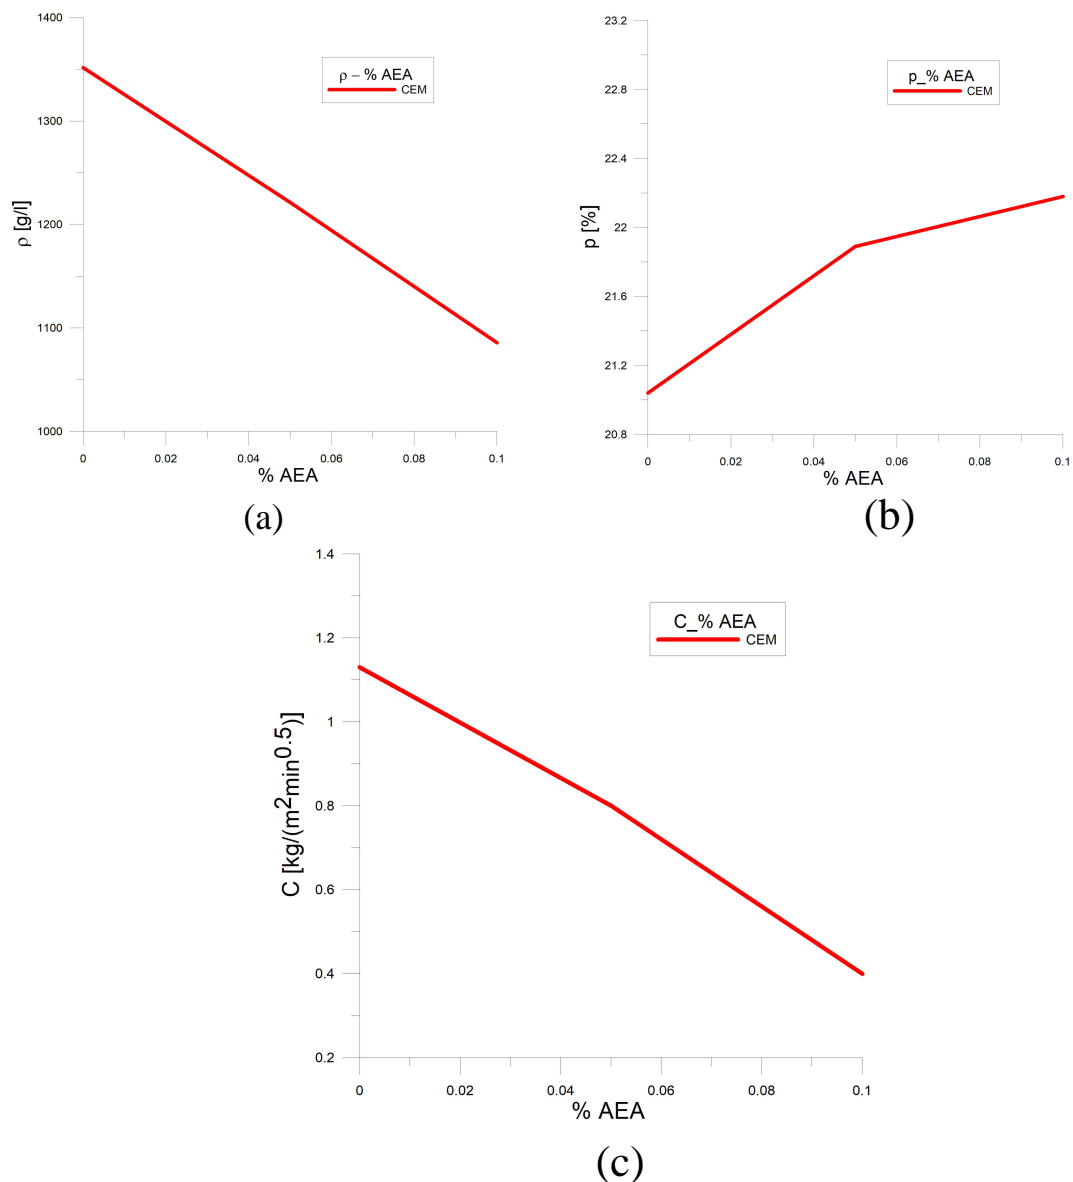 1400
1300
1200
1100
1000
ρ [g/l]
ρ – % AEA
CEM
0 0.02 0.04 0.06 0.08 0.1
% AEA
(a)
23.2
22.8
22.4
22
21.6
21.2
20.8
p [%]
p_% AEA
CEM
0 0.02 0.04 0.06 0.08 0.1
% AEA
(b)
1.4
1.2
1
0.8
0.6
0.4
0.2
C [kg/(m²min⁰·⁵)]
C_% AEA
CEM
0 0.02 0.04 0.06 0.08 0.1
% AEA
(c)